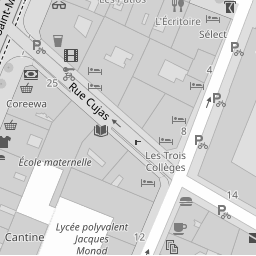 L'Écritoire
Sélect
4
25
Coreewa
Rue Cujas
8
École maternelle
Les Trois
Collèges
14
Lycée polyvalent
Jacques
Monod
12
Cantine